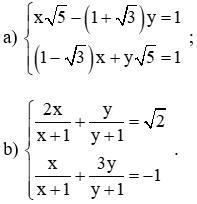 a) { x√5 − (1 + √3)y = 1
(1 − √3)x + y√5 = 1 ;
b) { 2x/(x+1) + y/(y+1) = √2
x/(x+1) + 3y/(y+1) = −1 .